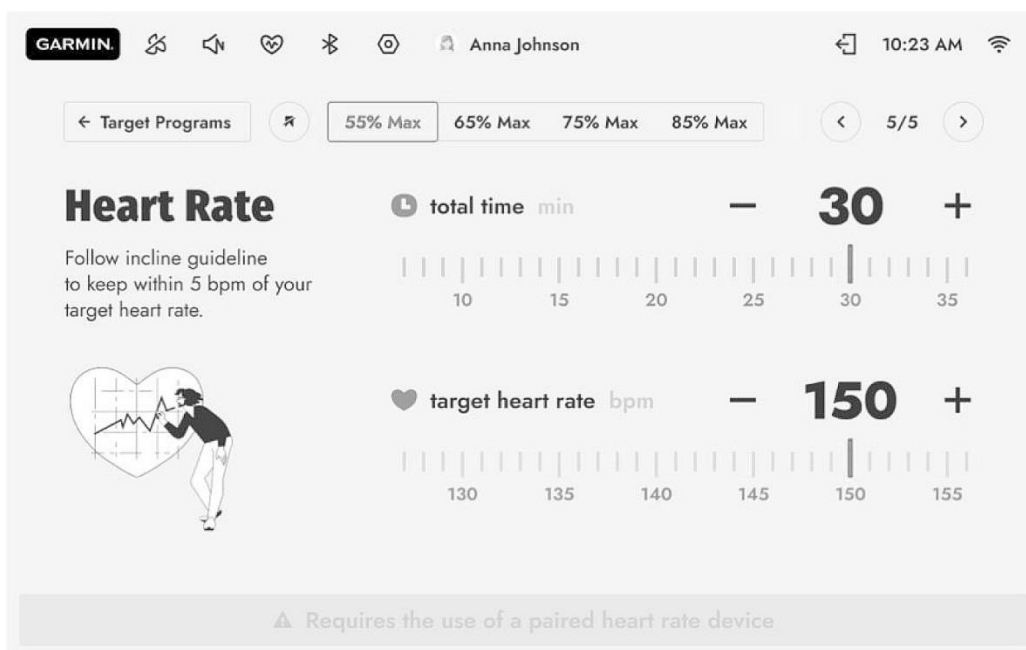 GARMIN. Anna Johnson 10:23 AM
← Target Programs 55% Max 65% Max 75% Max 85% Max 5/5
Heart Rate
Follow incline guideline
to keep within 5 bpm of your
target heart rate.
total time min − 30 +
10 15 20 25 30 35
target heart rate bpm − 150 +
130 135 140 145 150 155
Requires the use of a paired heart rate device